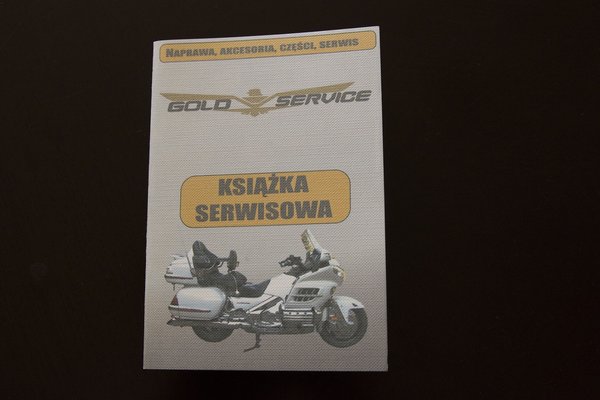 NAPRAWA, AKCESORIA, CZĘŚCI, SERWIS
GOLD SERVICE
KSIĄŻKA
SERWISOWA